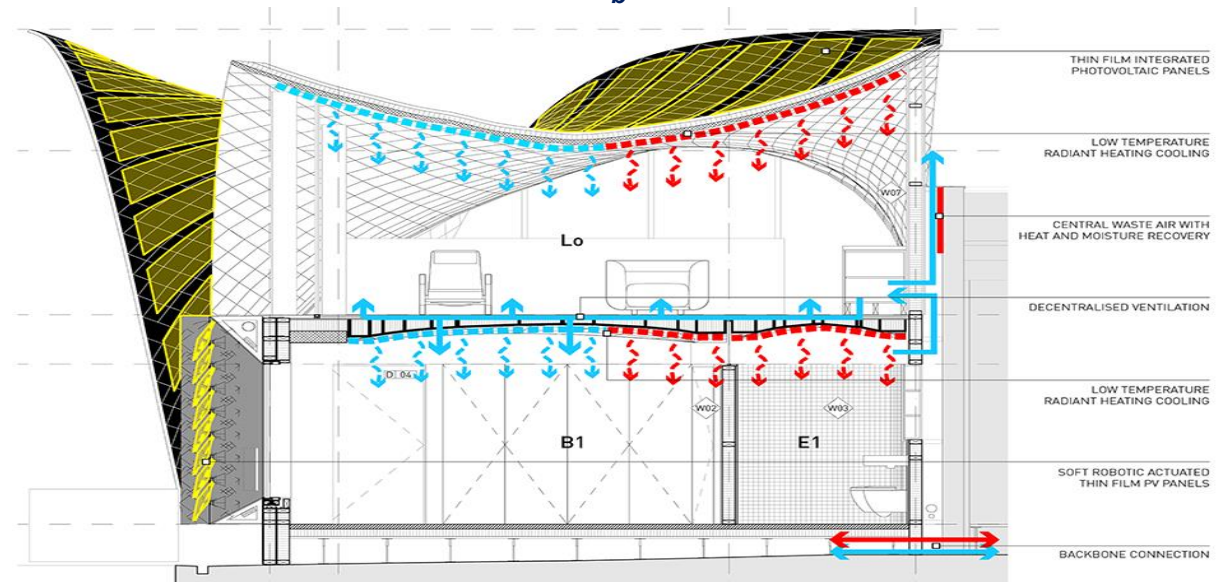 b
THIN FILM INTEGRATED
PHOTOVOLTAIC PANELS
LOW TEMPERATURE
RADIANT HEATING COOLING
W07
CENTRAL WASTE AIR WITH
HEAT AND MOISTURE RECOVERY
Lo
DECENTRALISED VENTILATION
D 04
LOW TEMPERATURE
RADIANT HEATING COOLING
W02
W03
B1
E1
SOFT ROBOTIC ACTUATED
THIN FILM PV PANELS
BACKBONE CONNECTION